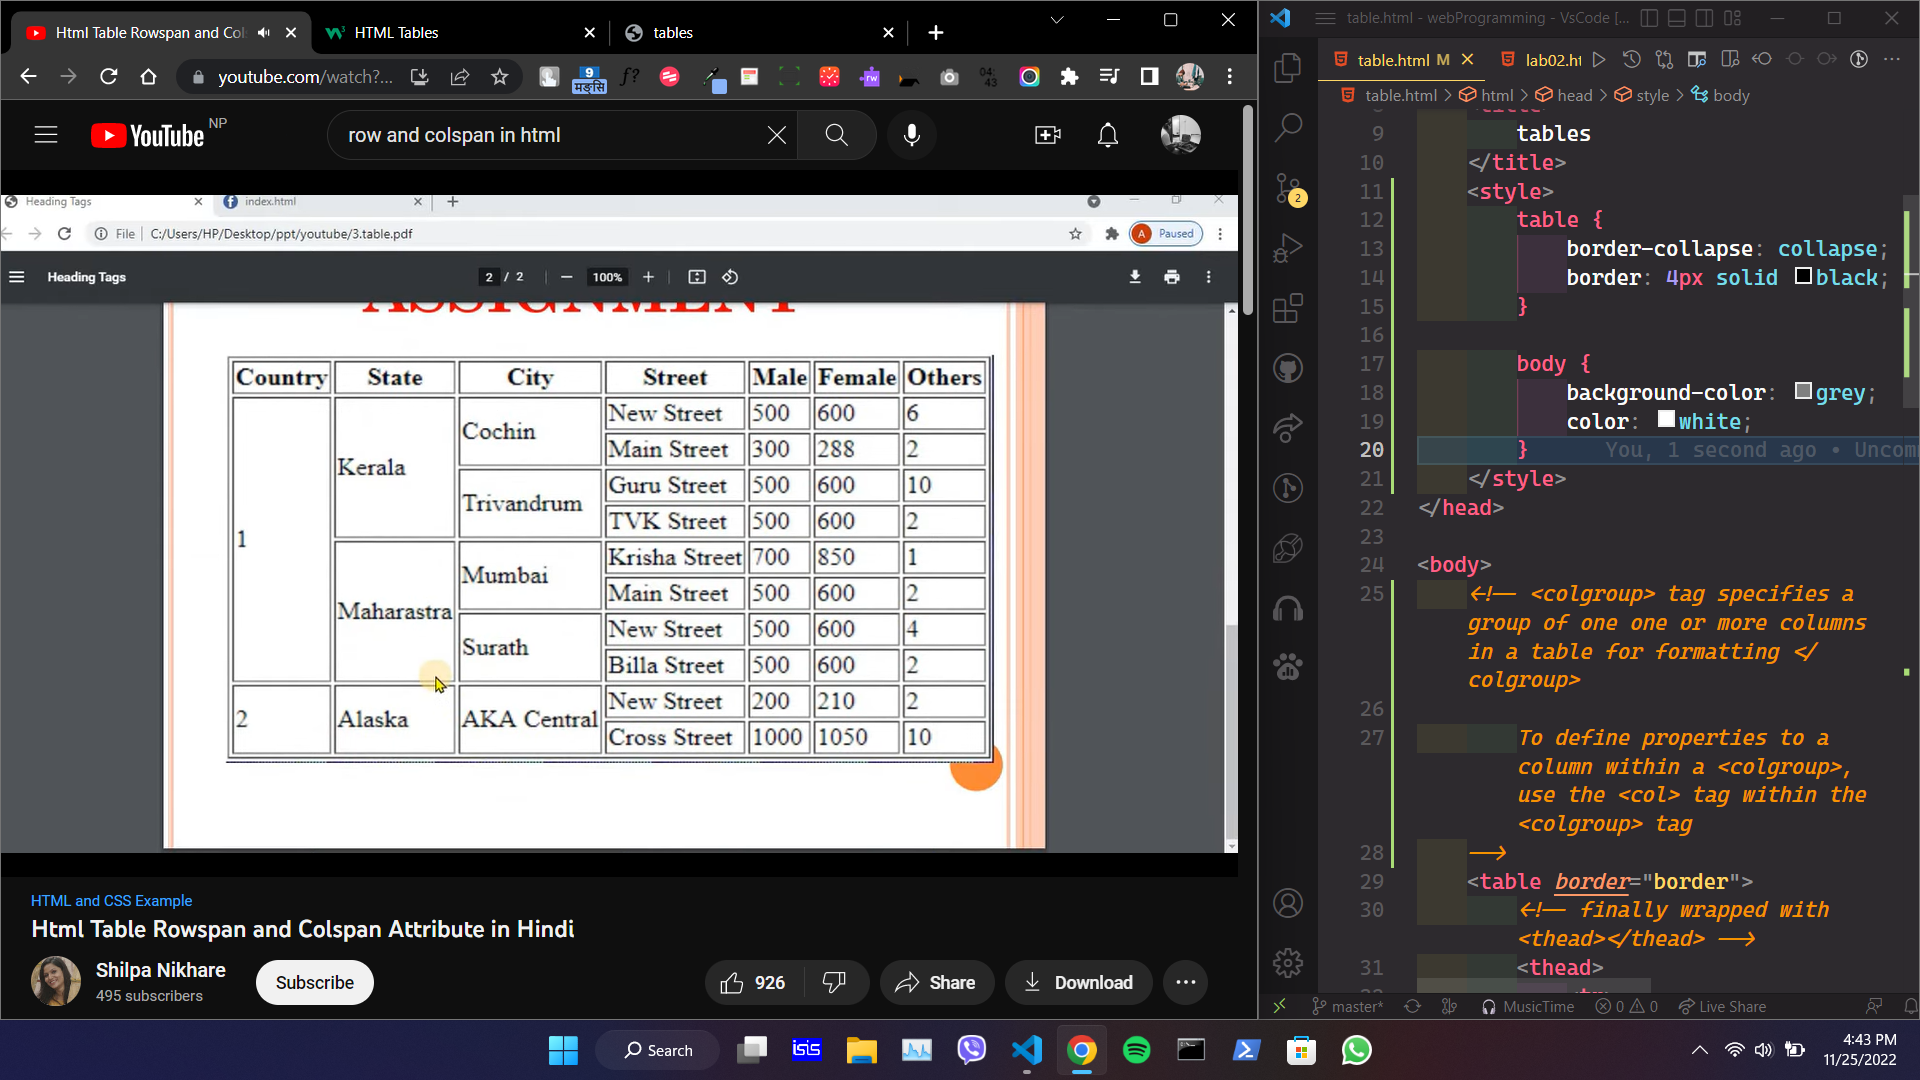 Html Table Rowspan and Col
HTML Tables
tables
youtube.com/watch?...
9
मङ्सि
f?
rw
04:
43
YouTube NP
row and colspan in html
Heading Tags
index.html
File C:/Users/HP/Desktop/ppt/youtube/3.table.pdf
A Paused
Heading Tags
2 / 2
100%
ASSIGNMENT
Country State City Street Male Female Others
1 Kerala Cochin New Street 500 600 6
Main Street 300 288 2
Trivandrum Guru Street 500 600 10
TVK Street 500 600 2
Maharastra Mumbai Krisha Street 700 850 1
Main Street 500 600 2
Surath New Street 500 600 4
Billa Street 500 600 2
2 Alaska AKA Central New Street 200 210 2
Cross Street 1000 1050 10
HTML and CSS Example
Html Table Rowspan and Colspan Attribute in Hindi
Shilpa Nikhare
495 subscribers
Subscribe
926
Share
Download
table.html - webProgramming - VsCode [...
table.html M
lab02.ht
table.html > html > head > style > body
9 tables
10 </title>
11 <style>
12 table {
13 border-collapse: collapse;
14 border: 4px solid black;
15 }
16
17 body {
18 background-color: grey;
19 color: white;
20 } You, 1 second ago • Uncom
21 </style>
22 </head>
23
24 <body>
25 <!-- <colgroup> tag specifies a
group of one one or more columns
in a table for formatting </
colgroup>
26
27 To define properties to a
column within a <colgroup>,
use the <col> tag within the
<colgroup> tag
28 -->
29 <table border="border">
30 <!-- finally wrapped with
<thead></thead> -->
31 <thead>
2
master*
MusicTime
0 0
Live Share
Search
isis
4:43 PM
11/25/2022